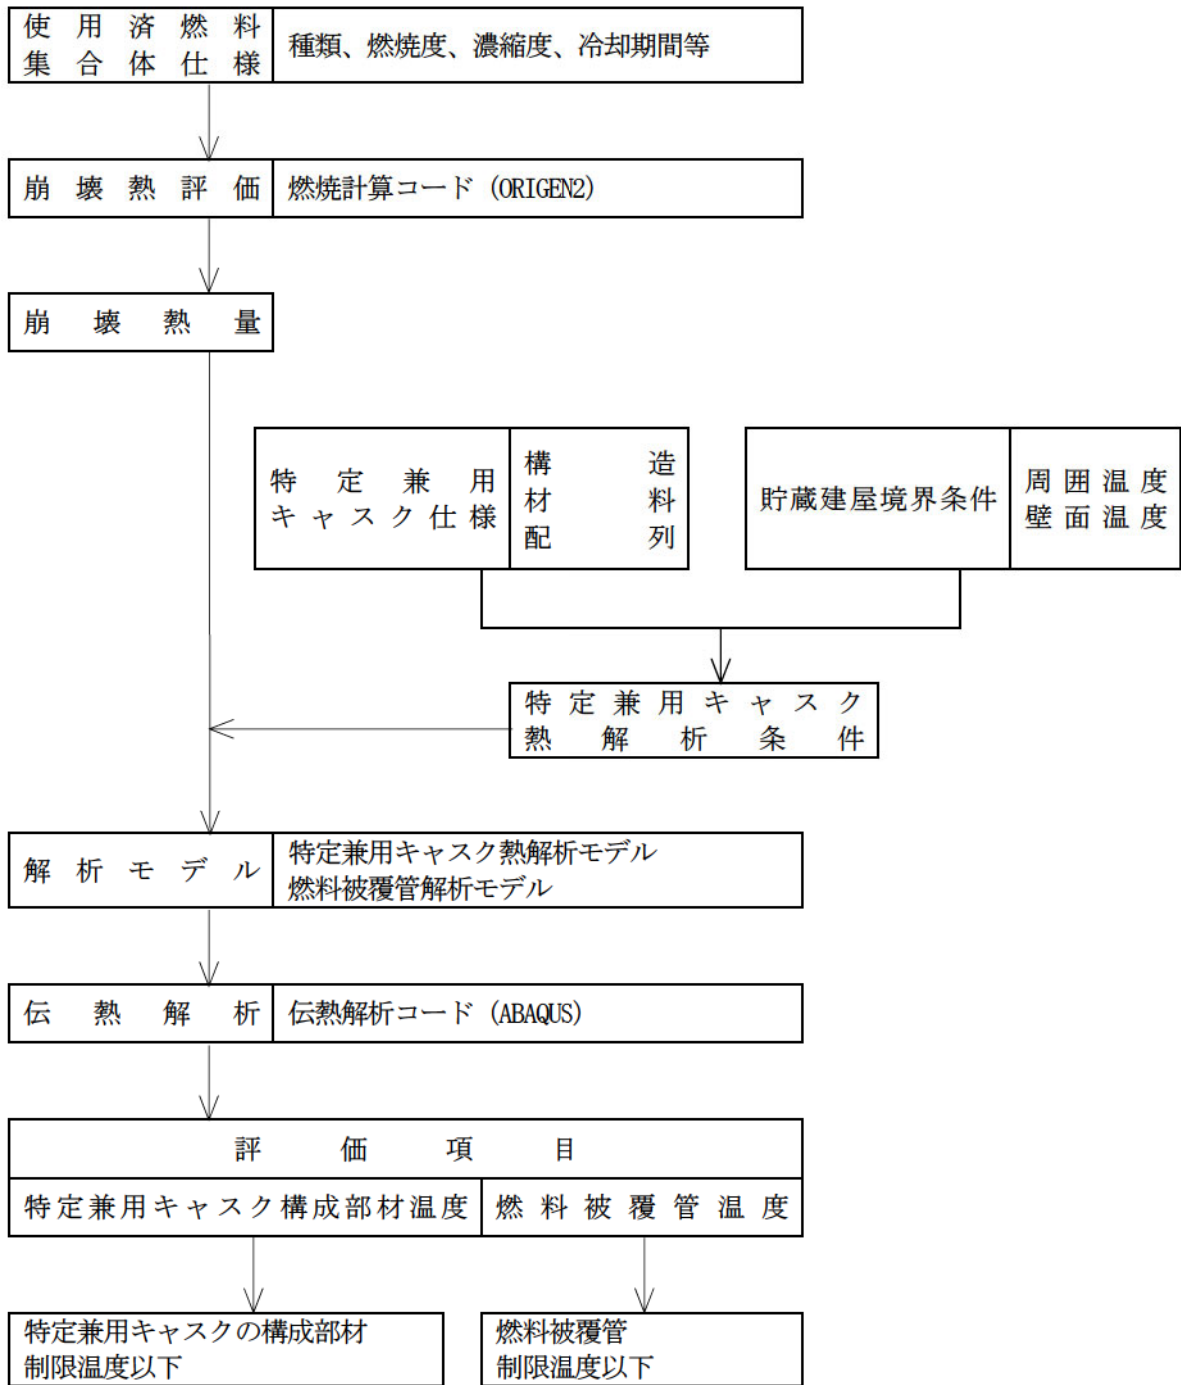 使用済燃料
集合体仕様
種類、燃焼度、濃縮度、冷却期間等
崩壊熱評価
燃焼計算コード (ORIGEN2)
崩壊熱量
特定兼用
キャスク仕様
構造
材料
配列
貯蔵建屋境界条件
周囲温度
壁面温度
特定兼用キャスク
熱解析条件
解析モデル
特定兼用キャスク熱解析モデル
燃料被覆管解析モデル
伝熱解析
伝熱解析コード (ABAQUS)
評価項目
特定兼用キャスク構成部材温度
燃料被覆管温度
特定兼用キャスクの構成部材
制限温度以下
燃料被覆管
制限温度以下